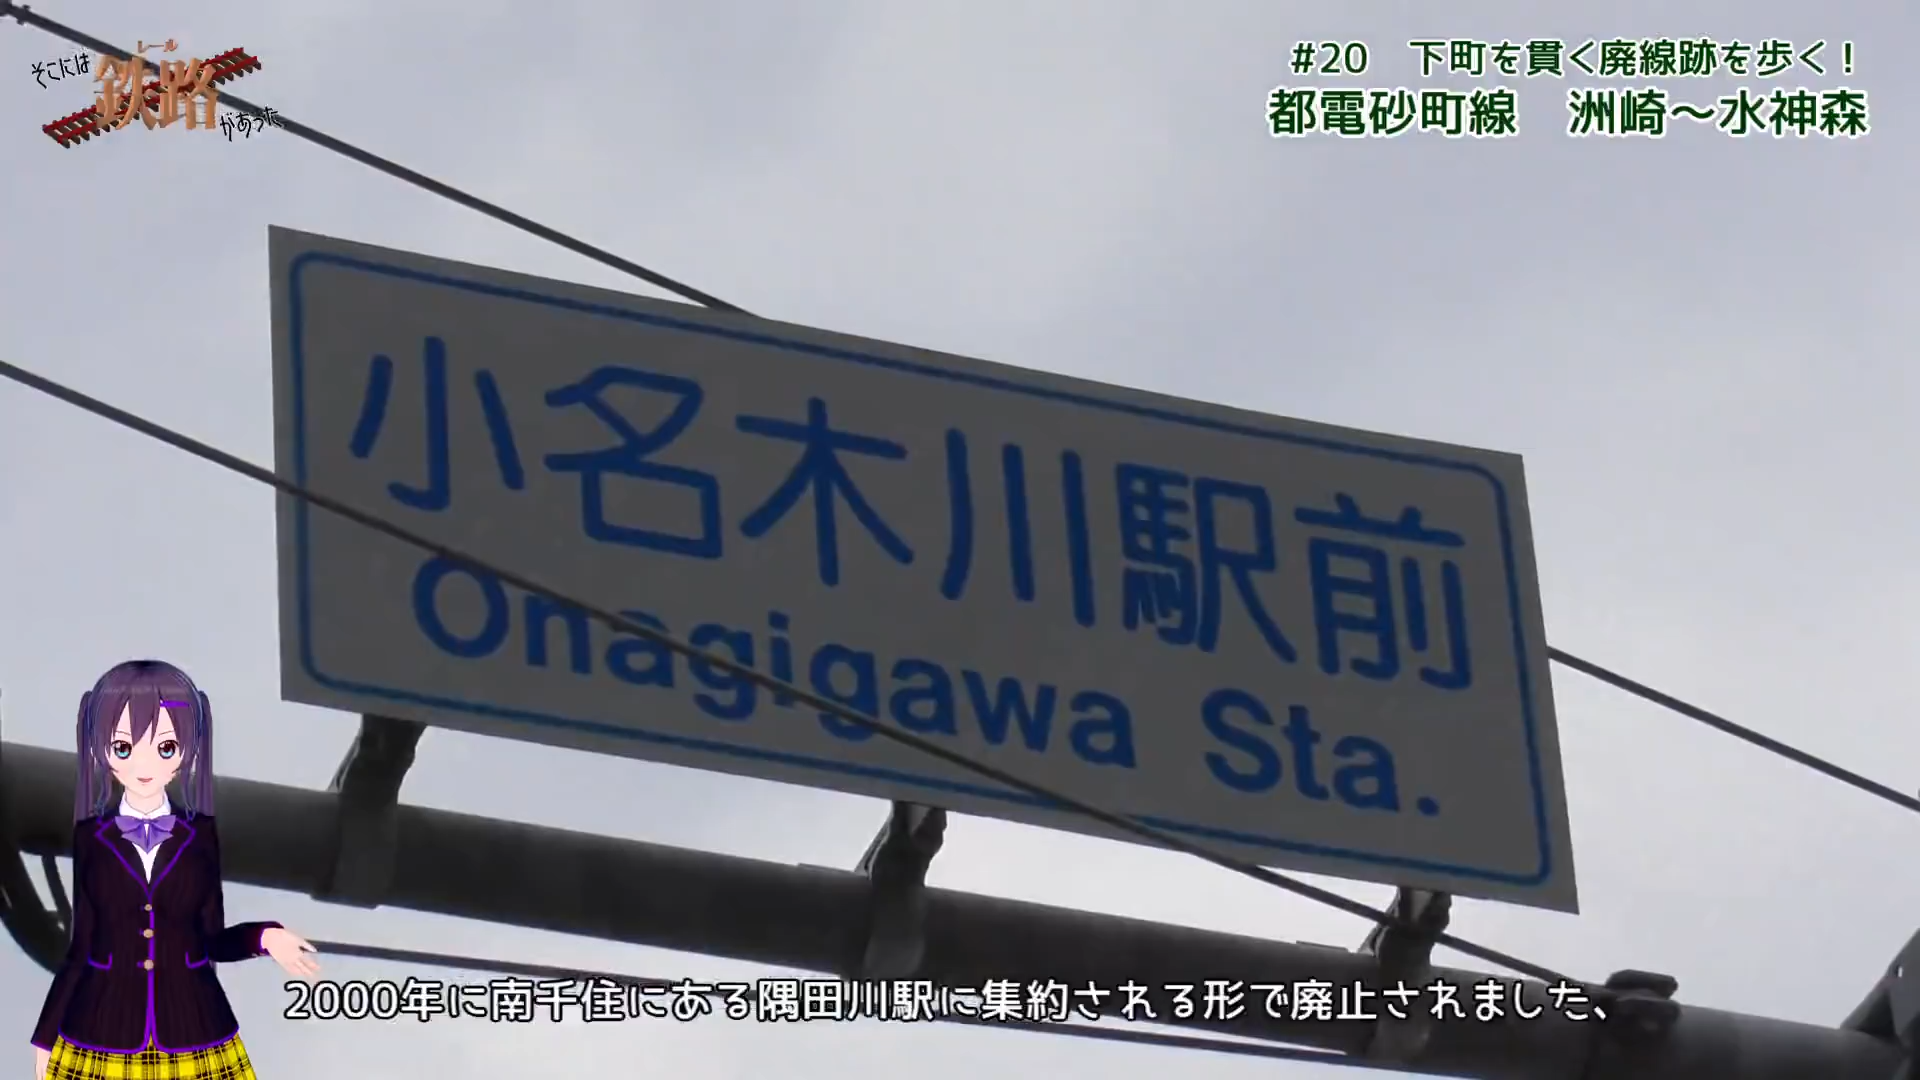 レール
そこには
鉄路
があった
#20 下町を貫く廃線跡を歩く!
都電砂町線 洲崎～水神森
小名木川駅前
Onagigawa Sta.
2000年に南千住にある隅田川駅に集約される形で廃止されました、